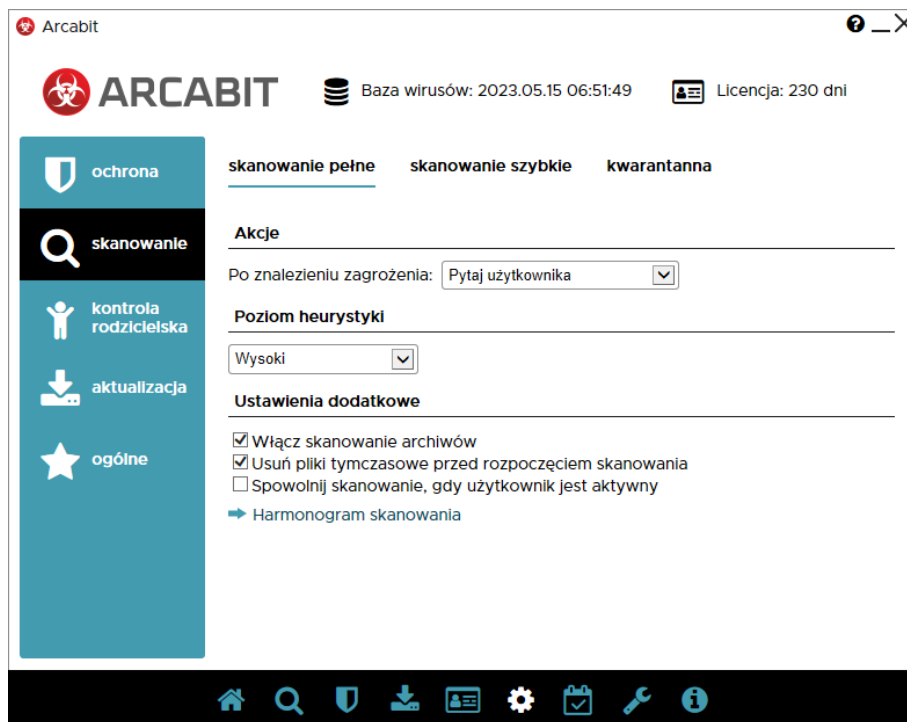 Arcabit
ARCABIT
Baza wirusów: 2023.05.15 06:51:49
Licencja: 230 dni
ochrona
skanowanie
kontrola
rodzicielska
aktualizacja
ogólne
skanowanie pełne
skanowanie szybkie
kwarantanna
Akcje
Po znalezieniu zagrożenia:
Pytaj użytkownika
Poziom heurystyki
Wysoki
Ustawienia dodatkowe
Włącz skanowanie archiwów
Usuń pliki tymczasowe przed rozpoczęciem skanowania
Spowolnij skanowanie, gdy użytkownik jest aktywny
Harmonogram skanowania